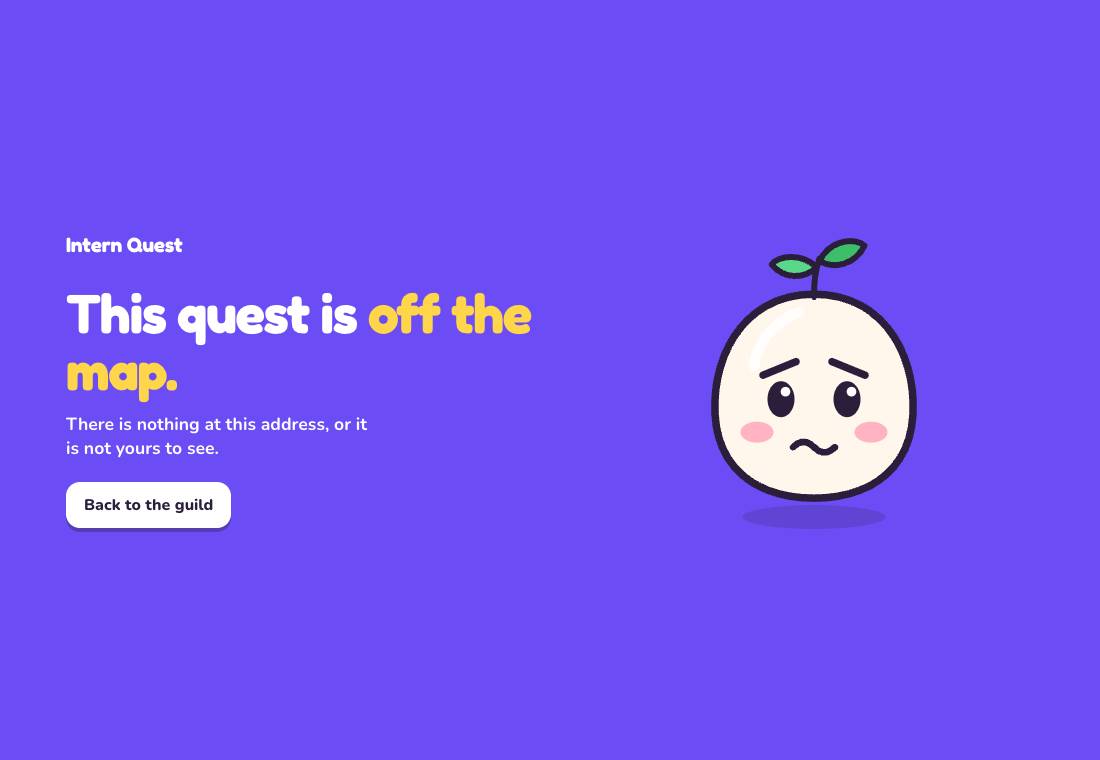 Intern Quest
This quest is off the
map.
There is nothing at this address, or it
is not yours to see.
Back to the guild